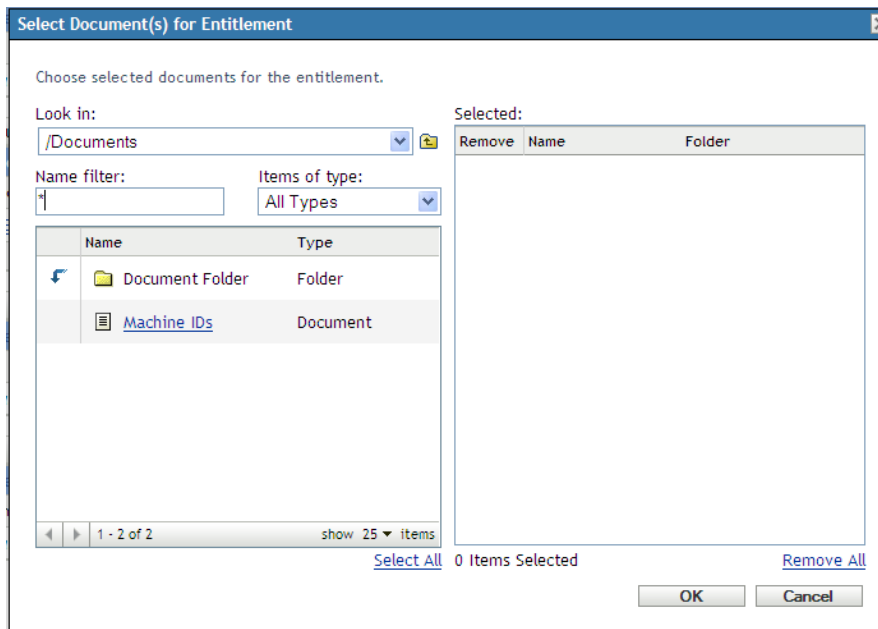 Select Document(s) for Entitlement
Choose selected documents for the entitlement.
Look in:
/Documents
Name filter:
Items of type:
*
All Types
Name Type
Document Folder Folder
Machine IDs Document
1 - 2 of 2 show 25 items
Select All
Selected:
Remove Name Folder
0 Items Selected
Remove All
OK Cancel